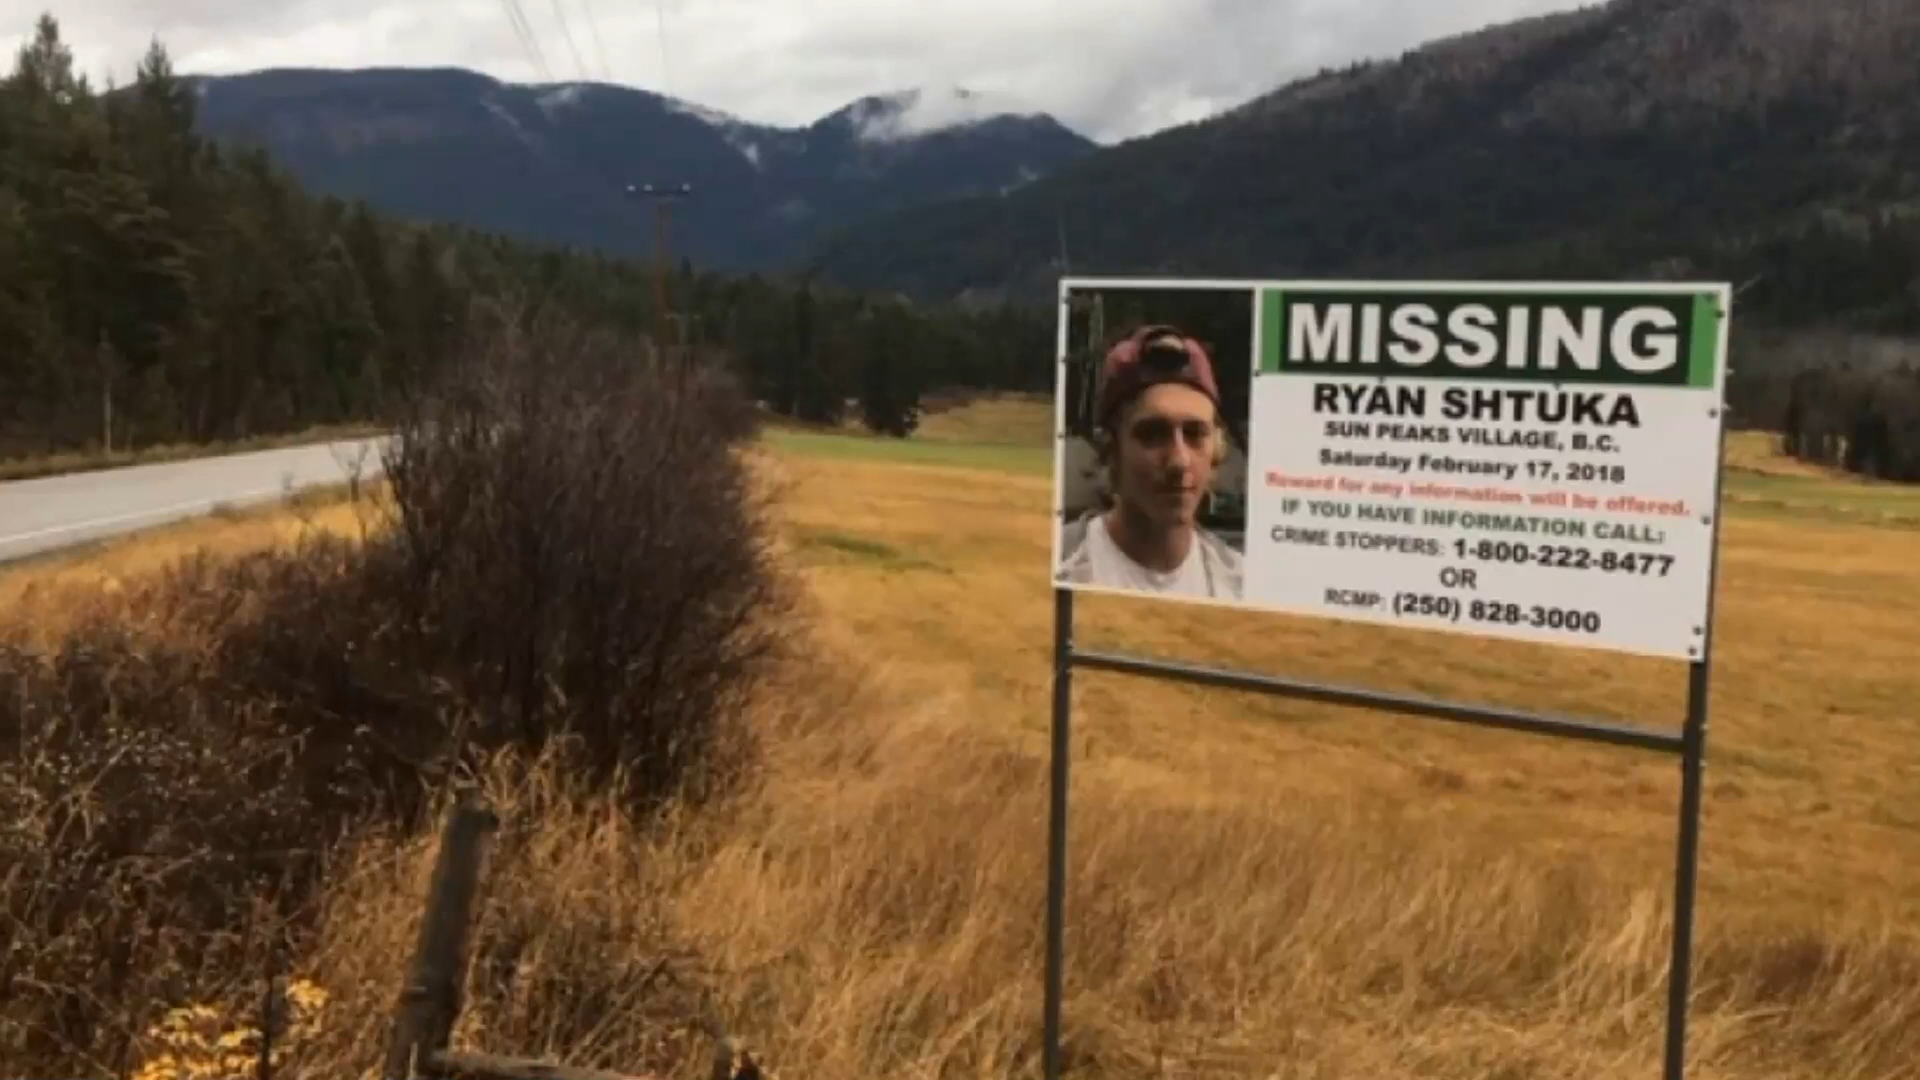 MISSING
RYAN SHTUKA
SUN PEAKS VILLAGE, B.C.
Saturday February 17, 2018
Reward for any information will be offered.
IF YOU HAVE INFORMATION CALL:
CRIME STOPPERS: 1-800-222-8477
OR
RCMP: (250) 828-3000